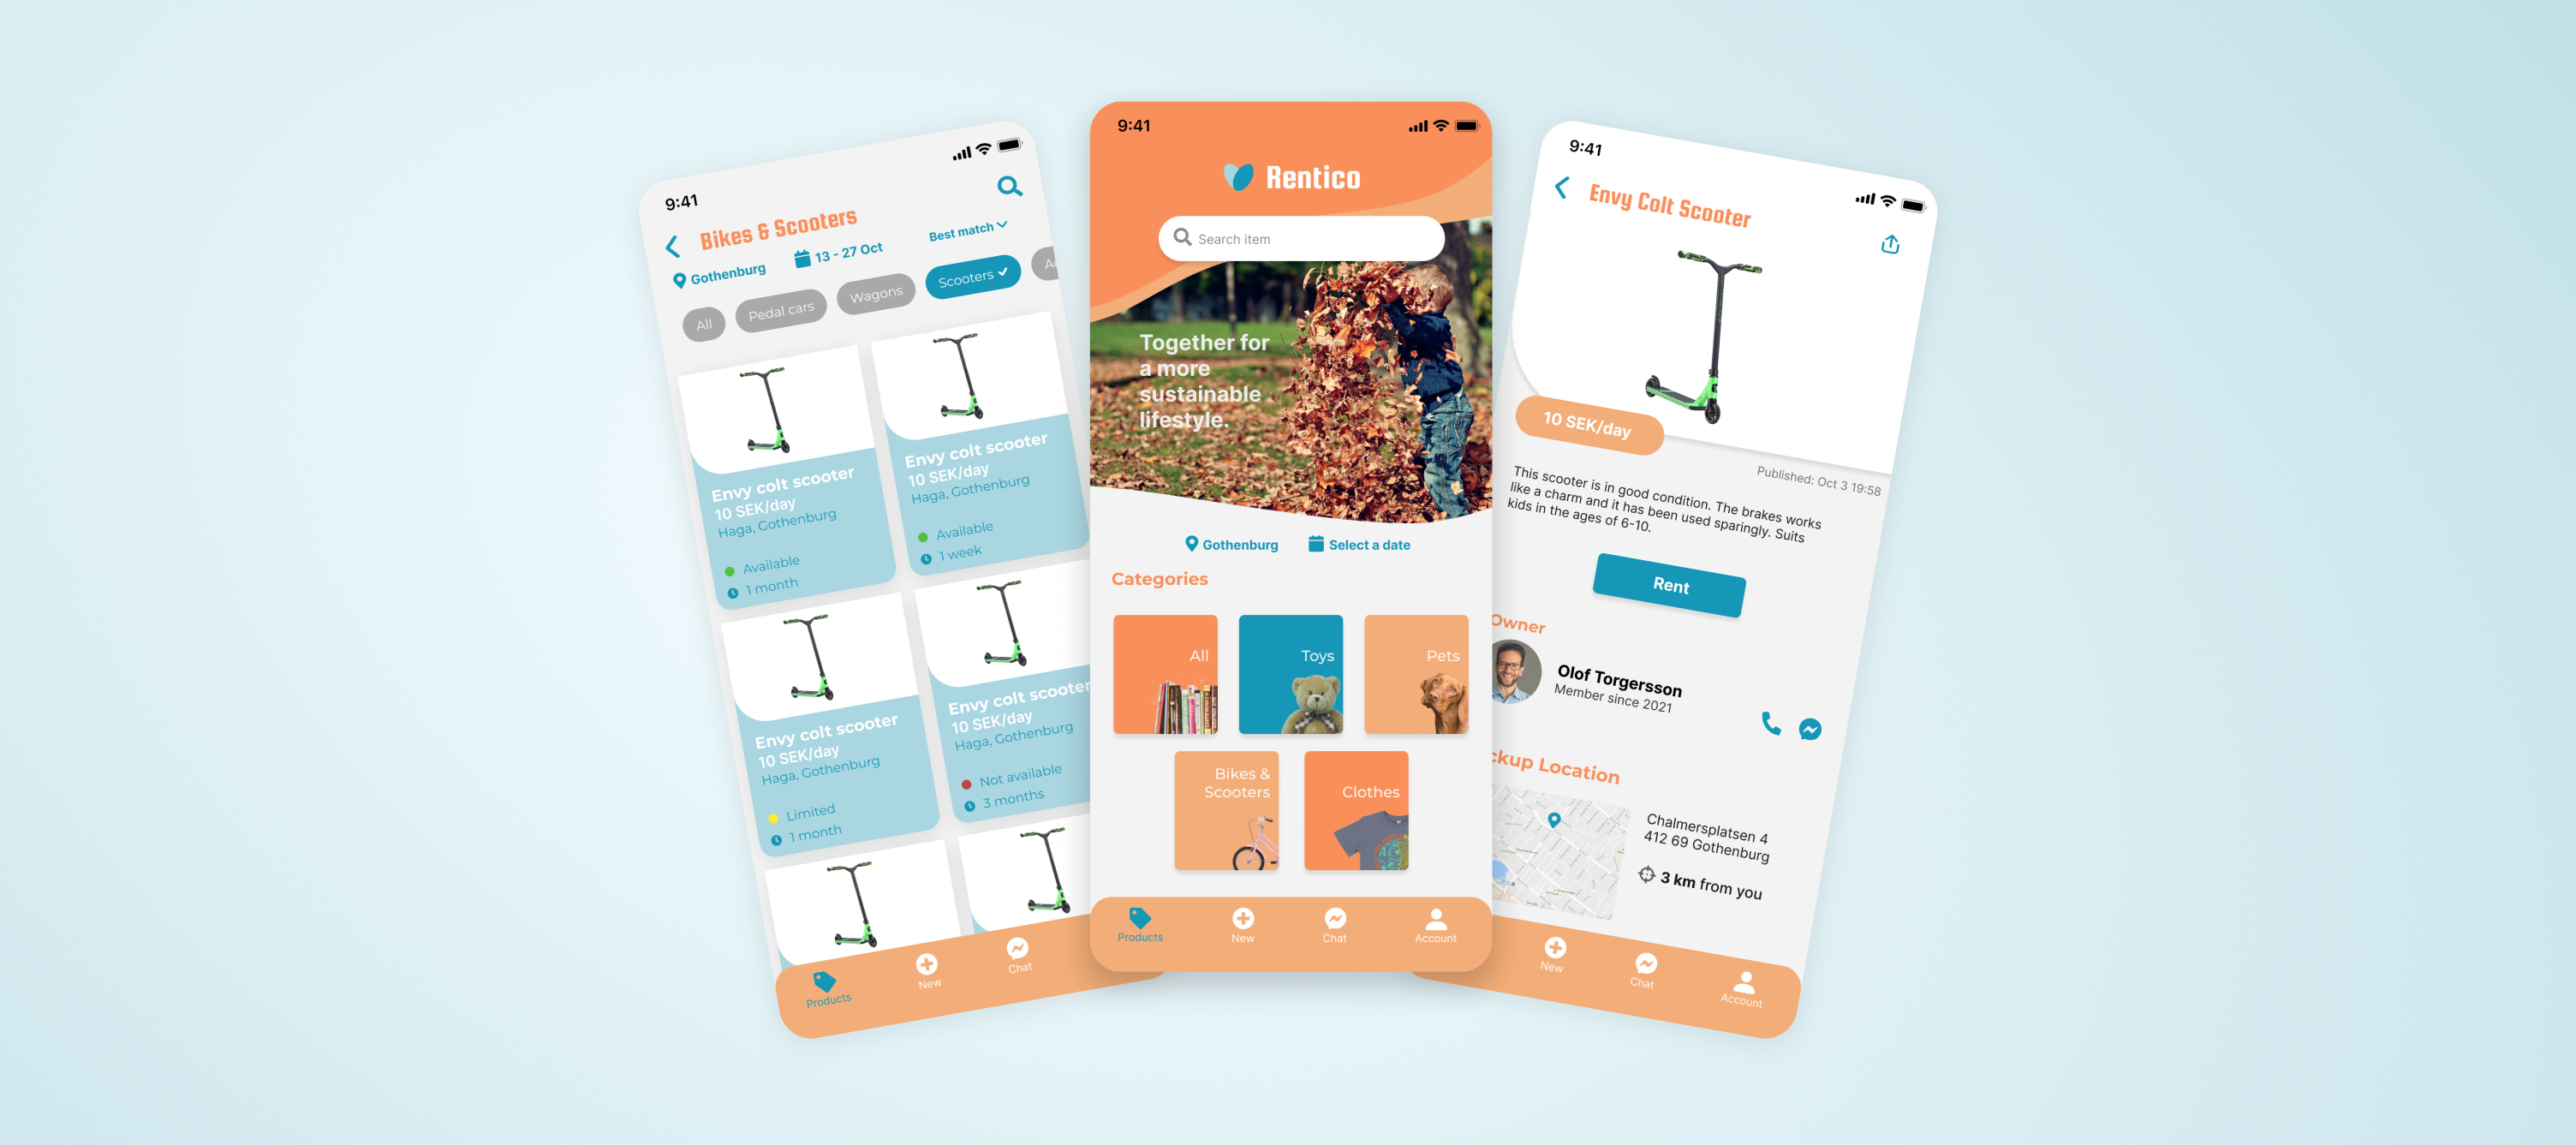 9:41
Bikes & Scooters
Gothenburg
13 - 27 Oct
Best match
All
Pedal cars
Wagons
Scooters
Envy colt scooter
10 SEK/day
Haga, Gothenburg
Available
1 month
Envy colt scooter
10 SEK/day
Haga, Gothenburg
Available
1 week
Envy colt scooter
10 SEK/day
Haga, Gothenburg
Limited
1 month
Envy colt scooter
10 SEK/day
Haga, Gothenburg
Not available
3 months
Products
New
Chat
9:41
Rentico
Search item
Together for
a more
sustainable
lifestyle.
Gothenburg
Select a date
Categories
All
Toys
Pets
Bikes &
Scooters
Clothes
Products
New
Chat
Account
9:41
Envy Colt Scooter
10 SEK/day
Published: Oct 3 19:58
This scooter is in good condition. The brakes works
like a charm and it has been used sparingly. Suits
kids in the ages of 6-10.
Rent
Owner
Olof Torgersson
Member since 2021
ckup Location
Chalmersplatsen 4
412 69 Gothenburg
3 km from you
New
Chat
Account